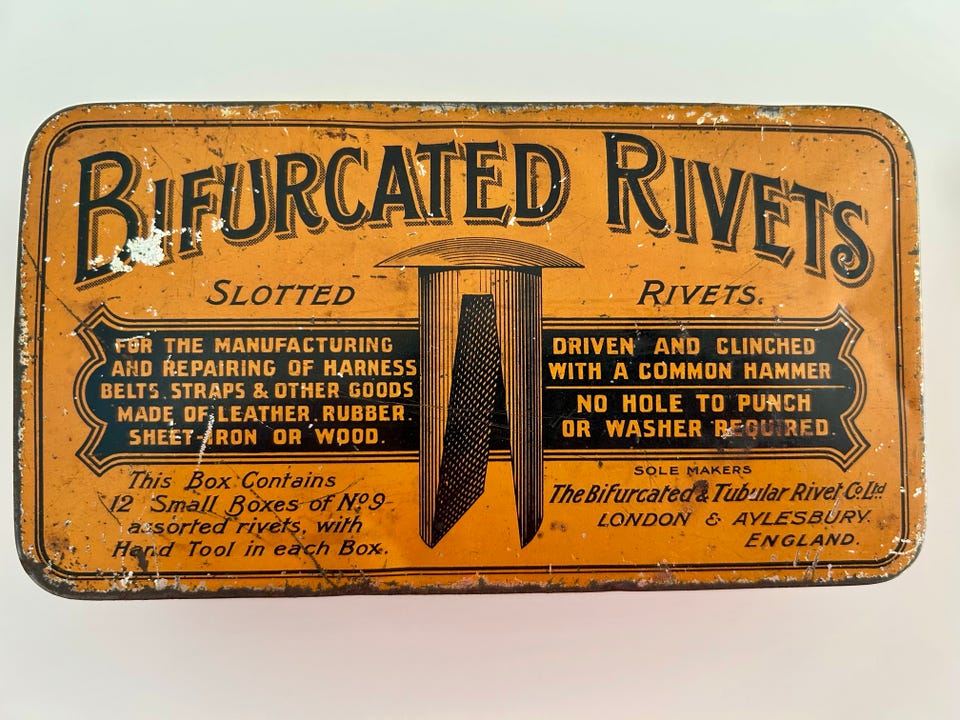 BIFURCATED RIVETS
SLOTTED RIVETS.
FOR THE MANUFACTURING
AND REPAIRING OF HARNESS
BELTS, STRAPS & OTHER GOODS
MADE OF LEATHER, RUBBER,
SHEET-IRON OR WOOD.
DRIVEN AND CLINCHED
WITH A COMMON HAMMER
NO HOLE TO PUNCH
OR WASHER REQUIRED.
This Box Contains
12 Small Boxes of No 9
assorted rivets, with
Hand Tool in each Box.
SOLE MAKERS
The Bifurcated & Tubular Rivet Co. Ltd
LONDON & AYLESBURY.
ENGLAND.